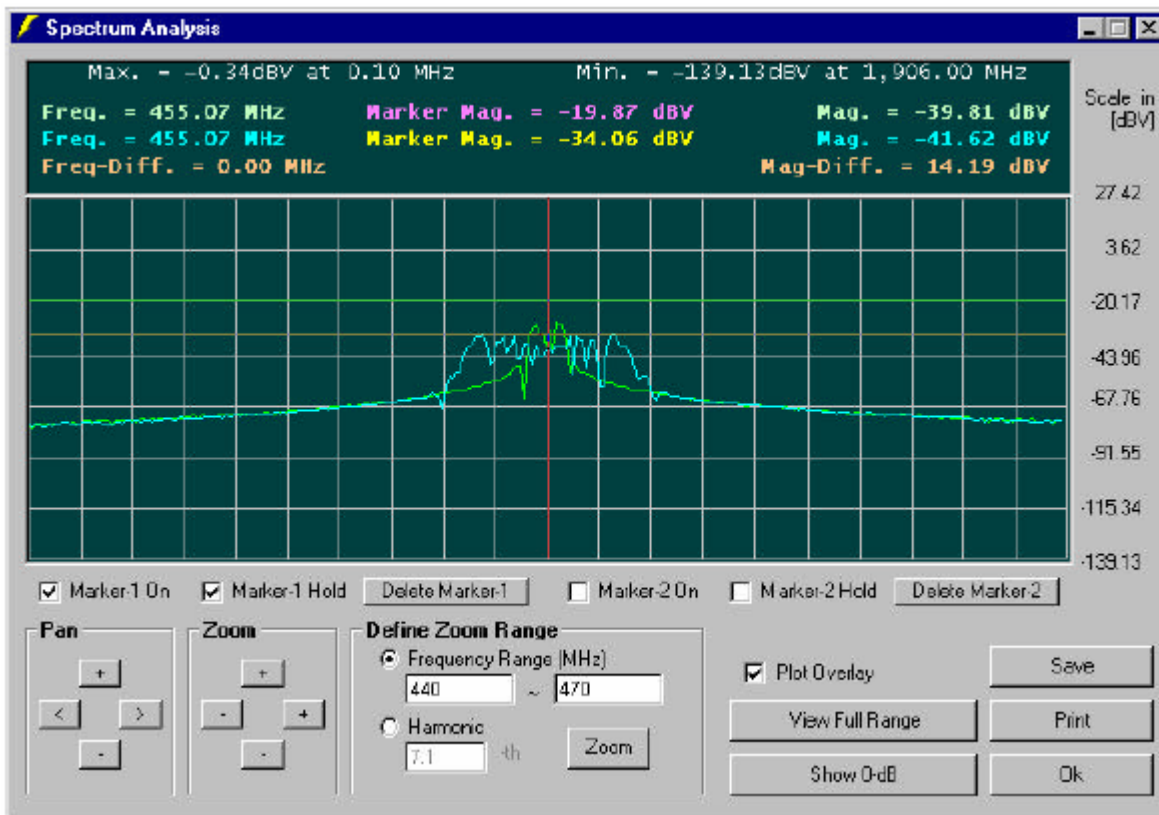 Spectrum Analysis
Max. = -0.34dBV at 0.10 MHz Min. = -139.13dBV at 1,906.00 MHz
Scale in [dBV]
Freq. = 455.07 MHz Marker Mag. = -19.87 dBV Mag. = -39.81 dBV
Freq. = 455.07 MHz Marker Mag. = -34.06 dBV Mag. = -41.62 dBV
Freq-Diff. = 0.00 MHz Mag-Diff. = 14.19 dBV
27.42
3.62
-20.17
-43.96
-67.76
-91.55
-115.34
-139.13
Marker-1 On Marker-1 Hold Delete Marker-1 Marker-2 On Marker-2 Hold Delete Marker-2
Pan
+
< >
-
Zoom
+
- +
-
Define Zoom Range
Frequency Range (MHz)
440 ~ 470
Harmonic
7.1 -th Zoom
Plot Overlay Save
View Full Range Print
Show 0-dB Ok